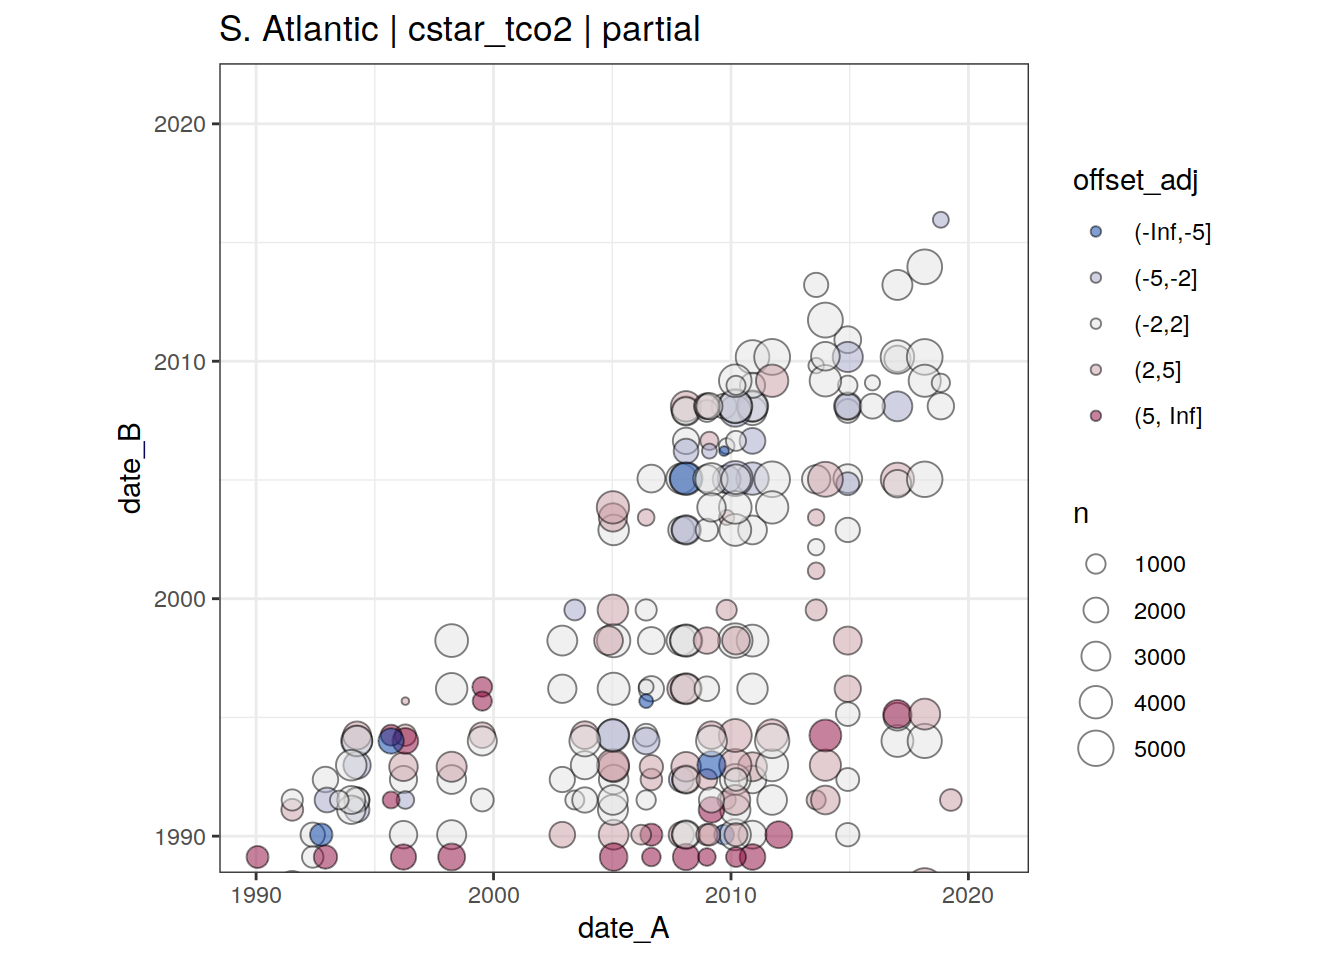 S. Atlantic | cstar_tco2 | partial
2020
2010
2000
1990
date_B
1990
2000
2010
2020
date_A
offset_adj
(-Inf,-5]
(-5,-2]
(-2,2]
(2,5]
(5, Inf]
n
1000
2000
3000
4000
5000